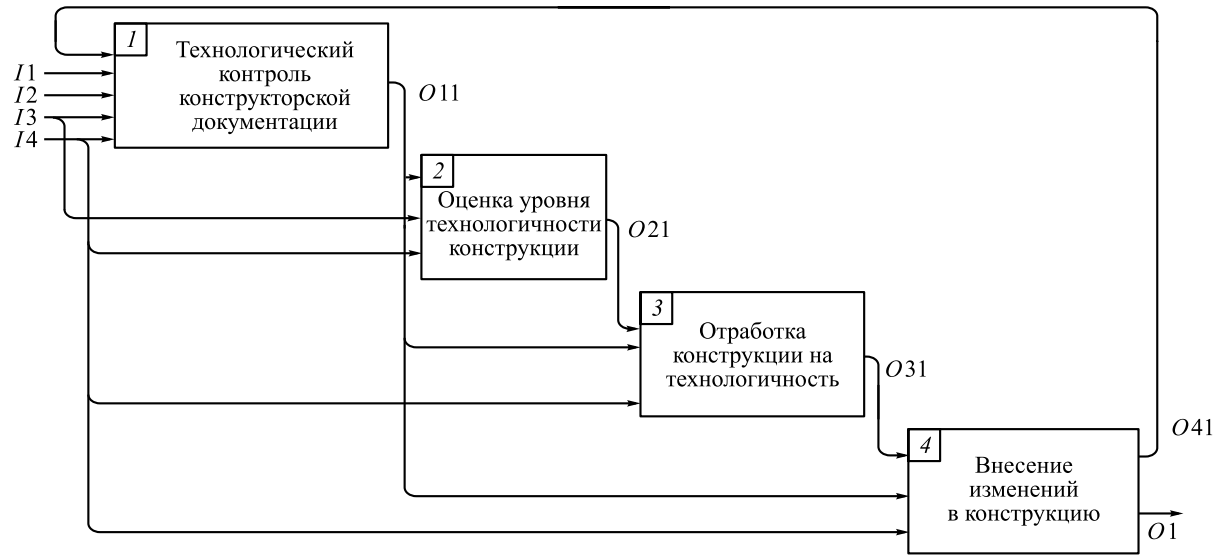 1
Технологический
контроль
конструкторской
документации
I1
I2
I3
I4
O11
2
Оценка уровня
технологичности
конструкции
O21
3
Отработка
конструкции на
технологичность
O31
4
Внесение
изменений
в конструкцию
O41
O1